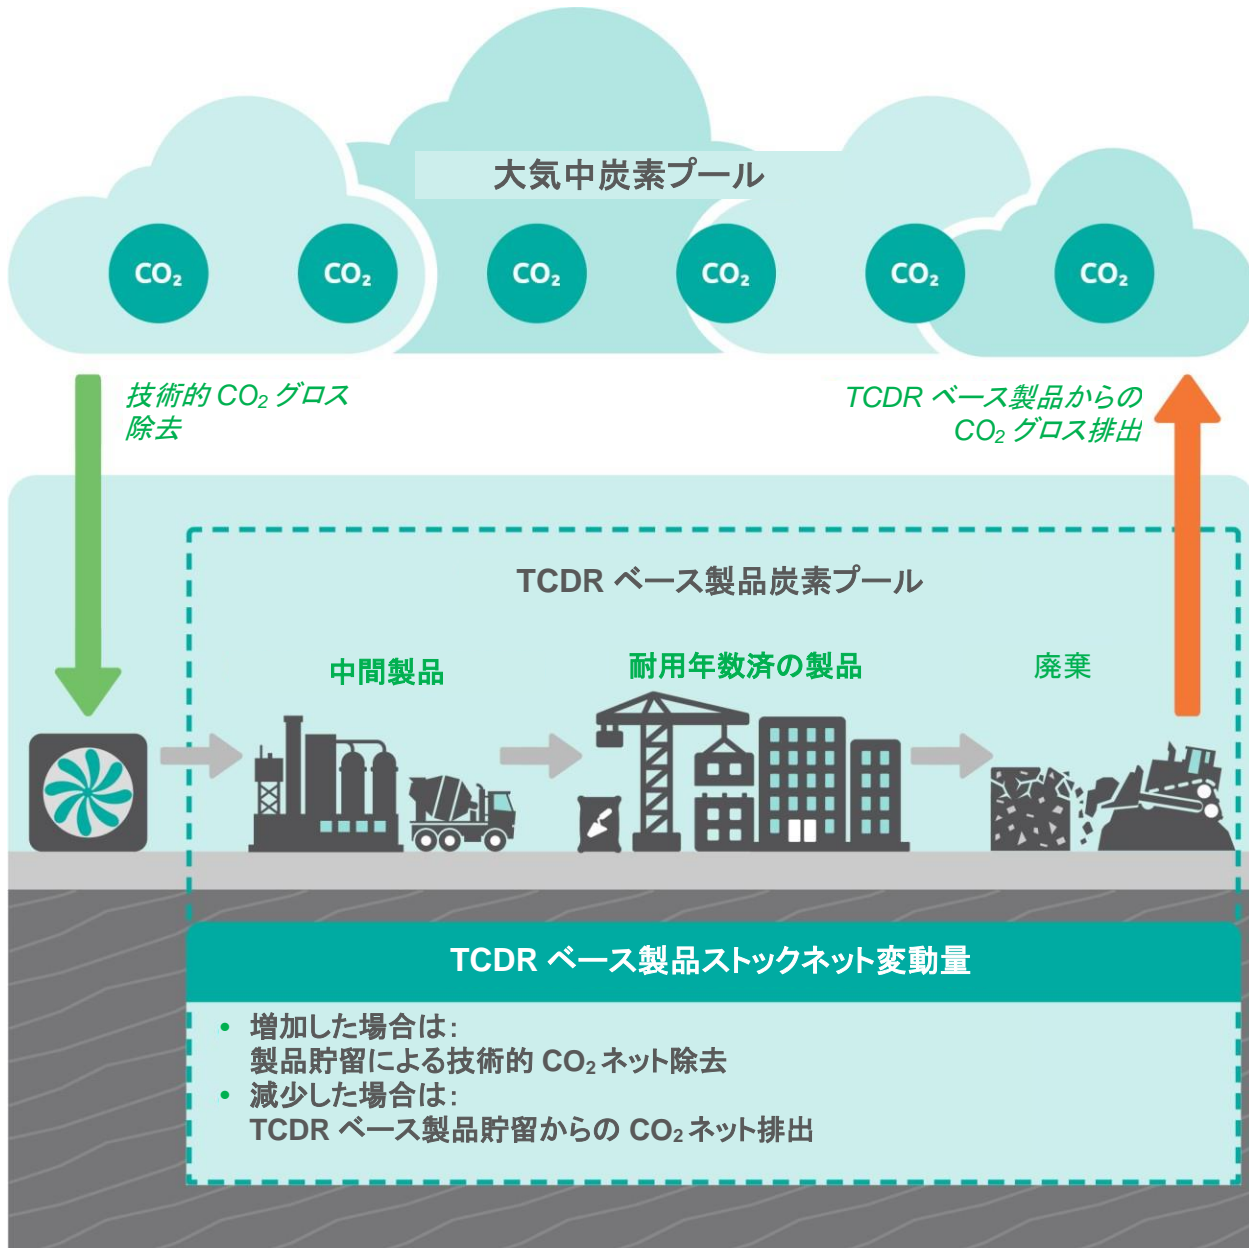 大気中炭素プール
CO₂
CO₂
CO₂
CO₂
CO₂
CO₂
技術的 CO₂ グロス
除去
TCDR ベース製品からの
CO₂ グロス排出
TCDR ベース製品炭素プール
中間製品
耐用年数済の製品
廃棄
TCDR ベース製品ストックネット変動量
• 増加した場合は：
製品貯留による技術的 CO₂ ネット除去
• 減少した場合は：
TCDR ベース製品貯留からの CO₂ ネット排出